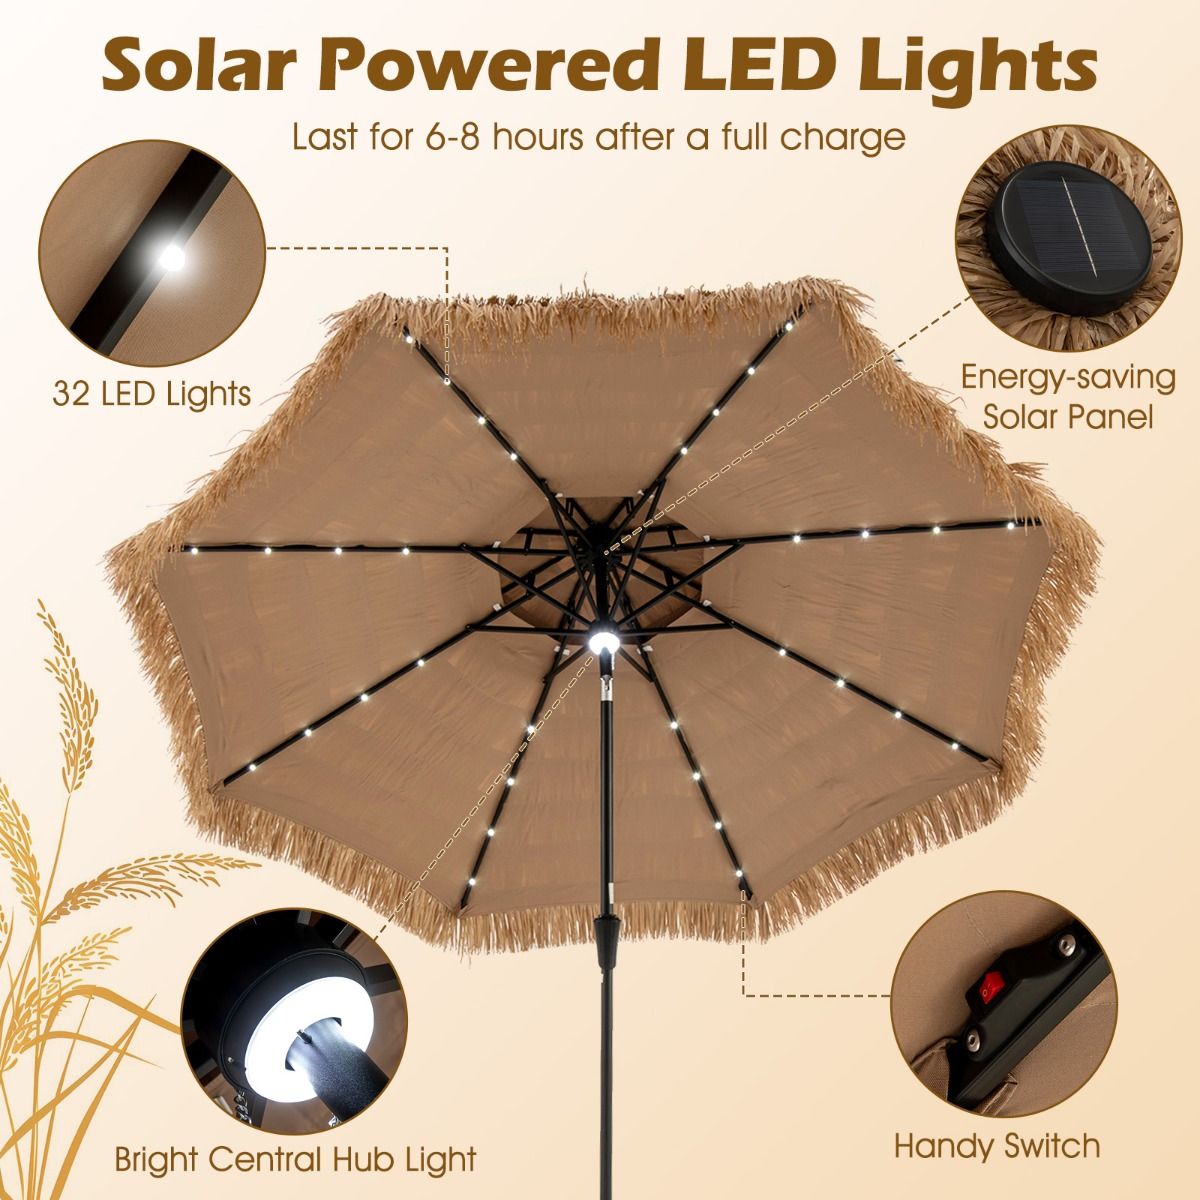 Solar Powered LED Lights
Last for 6-8 hours after a full charge
32 LED Lights
Energy-saving
Solar Panel
Bright Central Hub Light
Handy Switch